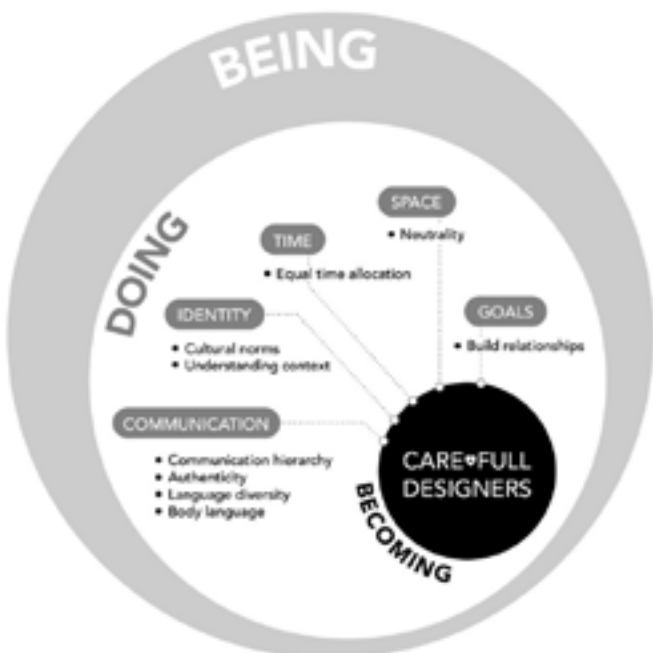 BEING
DOING
SPACE
• Neutrality
TIME
• Equal time allocation
IDENTITY
• Cultural norms
• Understanding context
GOALS
• Build relationships
COMMUNICATION
• Communication hierarchy
• Authenticity
• Language diversity
• Body language
CARE♥FULL
DESIGNERS
BECOMING